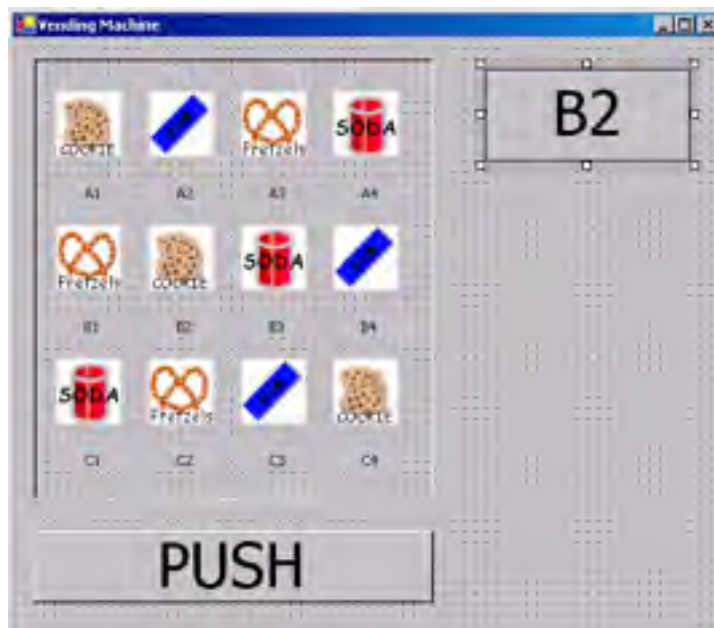 Vending Machine
B2
COOKIE
Pretzels
SODA
A1 A2 A3 A4
Pretzels COOKIE SODA
B1 B2 B3 B4
SODA Pretzels COOKIE
C1 C2 C3 C4
PUSH